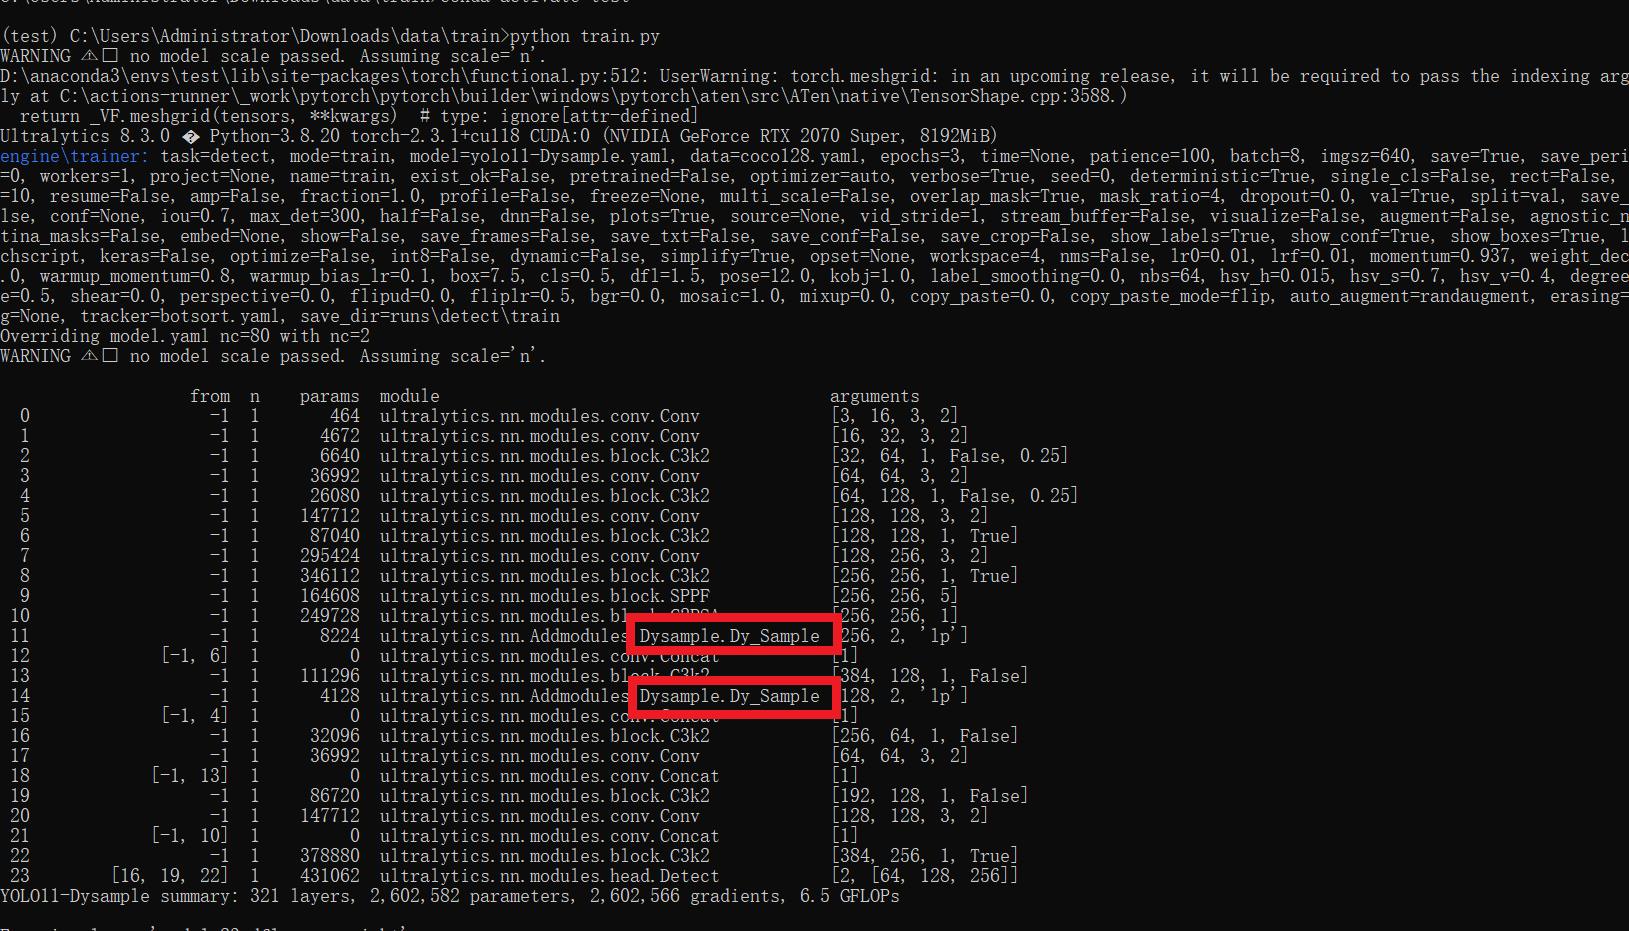 (test) C:\Users\Administrator\Downloads\data\train>python train.py
WARNING ⚠□ no model scale passed. Assuming scale='n'.
D:\anaconda3\envs\test\lib\site-packages\torch\functional.py:512: UserWarning: torch.meshgrid: in an upcoming release, it will be required to pass the indexing arg
ly at C:\actions-runner\_work\pytorch\pytorch\builder\windows\pytorch\aten\src\ATen\native\TensorShape.cpp:3588.)
return _VF.meshgrid(tensors, **kwargs)  # type: ignore[attr-defined]
Ultralytics 8.3.0 � Python-3.8.20 torch-2.3.1+cu118 CUDA:0 (NVIDIA GeForce RTX 2070 Super, 8192MiB)
engine\trainer: task=detect, mode=train, model=yolo11-Dysample.yaml, data=coco128.yaml, epochs=3, time=None, patience=100, batch=8, imgsz=640, save=True, save_peri
=0, workers=1, project=None, name=train, exist_ok=False, pretrained=False, optimizer=auto, verbose=True, seed=0, deterministic=True, single_cls=False, rect=False,
=10, resume=False, amp=False, fraction=1.0, profile=False, freeze=None, multi_scale=False, overlap_mask=True, mask_ratio=4, dropout=0.0, val=True, split=val, save_
lse, conf=None, iou=0.7, max_det=300, half=False, dnn=False, plots=True, source=None, vid_stride=1, stream_buffer=False, visualize=False, augment=False, agnostic_n
tina_masks=False, embed=None, show=False, save_frames=False, save_txt=False, save_conf=False, save_crop=False, show_labels=True, show_conf=True, show_boxes=True, l
chscript, keras=False, optimize=False, int8=False, dynamic=False, simplify=True, opset=None, workspace=4, nms=False, lr0=0.01, lrf=0.01, momentum=0.937, weight_dec
.0, warmup_momentum=0.8, warmup_bias_lr=0.1, box=7.5, cls=0.5, dfl=1.5, pose=12.0, kobj=1.0, label_smoothing=0.0, nbs=64, hsv_h=0.015, hsv_s=0.7, hsv_v=0.4, degree
e=0.5, shear=0.0, perspective=0.0, flipud=0.0, fliplr=0.5, bgr=0.0, mosaic=1.0, mixup=0.0, copy_paste=0.0, copy_paste_mode=flip, auto_augment=randaugment, erasing=
g=None, tracker=botsort.yaml, save_dir=runs\detect\train
Overriding model.yaml nc=80 with nc=2
WARNING ⚠□ no model scale passed. Assuming scale='n'.
from  n    params  module                                       arguments
0                  -1  1       464  ultralytics.nn.modules.conv.Conv             [3, 16, 3, 2]
1                  -1  1      4672  ultralytics.nn.modules.conv.Conv             [16, 32, 3, 2]
2                  -1  1      6640  ultralytics.nn.modules.block.C3k2            [32, 64, 1, False, 0.25]
3                  -1  1     36992  ultralytics.nn.modules.conv.Conv             [64, 64, 3, 2]
4                  -1  1     26080  ultralytics.nn.modules.block.C3k2            [64, 128, 1, False, 0.25]
5                  -1  1    147712  ultralytics.nn.modules.conv.Conv             [128, 128, 3, 2]
6                  -1  1     87040  ultralytics.nn.modules.block.C3k2            [128, 128, 1, True]
7                  -1  1    295424  ultralytics.nn.modules.conv.Conv             [128, 256, 3, 2]
8                  -1  1    346112  ultralytics.nn.modules.block.C3k2            [256, 256, 1, True]
9                  -1  1    164608  ultralytics.nn.modules.block.SPPF            [256, 256, 5]
10                  -1  1    249728  ultralytics.nn.modules.block.C2PSA           [256, 256, 1]
11                  -1  1      8224  ultralytics.nn.Addmodules Dysample.Dy_Sample 256, 2, 'lp']
12             [-1, 6]  1         0  ultralytics.nn.modules.conv.Concat           [1]
13                  -1  1    111296  ultralytics.nn.modules.block.C3k2            [384, 128, 1, False]
14                  -1  1      4128  ultralytics.nn.Addmodules Dysample.Dy_Sample 128, 2, 'lp']
15             [-1, 4]  1         0  ultralytics.nn.modules.conv.Concat           [1]
16                  -1  1     32096  ultralytics.nn.modules.block.C3k2            [256, 64, 1, False]
17                  -1  1     36992  ultralytics.nn.modules.conv.Conv             [64, 64, 3, 2]
18            [-1, 13]  1         0  ultralytics.nn.modules.conv.Concat           [1]
19                  -1  1     86720  ultralytics.nn.modules.block.C3k2            [192, 128, 1, False]
20                  -1  1    147712  ultralytics.nn.modules.conv.Conv             [128, 128, 3, 2]
21            [-1, 10]  1         0  ultralytics.nn.modules.conv.Concat           [1]
22                  -1  1    378880  ultralytics.nn.modules.block.C3k2            [384, 256, 1, True]
23        [16, 19, 22]  1    431062  ultralytics.nn.modules.head.Detect           [2, [64, 128, 256]]
YOLO11-Dysample summary: 321 layers, 2,602,582 parameters, 2,602,566 gradients, 6.5 GFLOPs